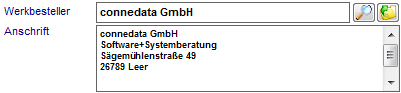 Werkbesteller connedata GmbH
Anschrift connedata GmbH
Software+Systemberatung
Sägemühlenstraße 49
26789 Leer